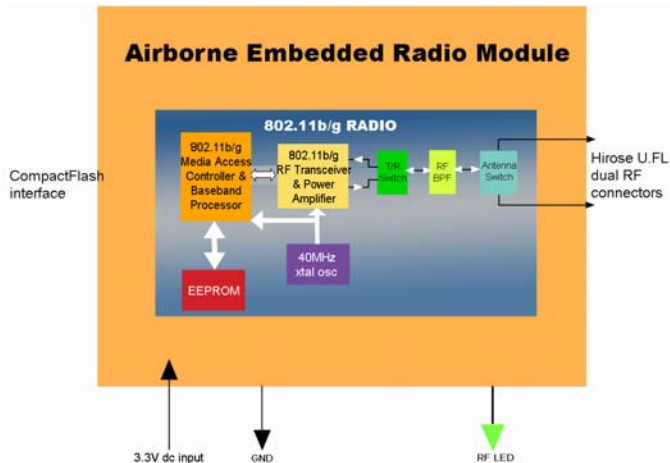 Airborne Embedded Radio Module
802.11b/g RADIO
CompactFlash
interface
802.11b/g
Media Access
Controller &
Baseband
Processor
802.11b/g
RF Transceiver
& Power
Amplifier
T/R
Switch
RF
BPF
Antenna
Switch
Hirose U.FL
dual RF
connectors
EEPROM
40MHz
xtal osc
3.3V dc input
GND
RF LED